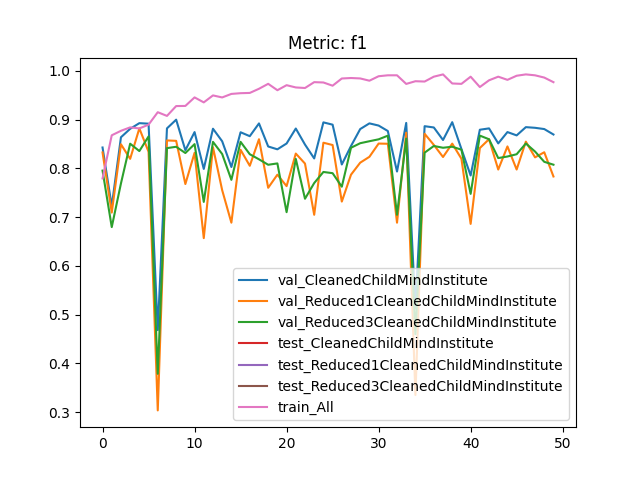 Metric: f1
1.0
0.9
0.8
0.7
0.6
0.5
0.4
0.3
val_CleanedChildMindInstitute
val_Reduced1CleanedChildMindInstitute
val_Reduced3CleanedChildMindInstitute
test_CleanedChildMindInstitute
test_Reduced1CleanedChildMindInstitute
test_Reduced3CleanedChildMindInstitute
train_All
0 10 20 30 40 50